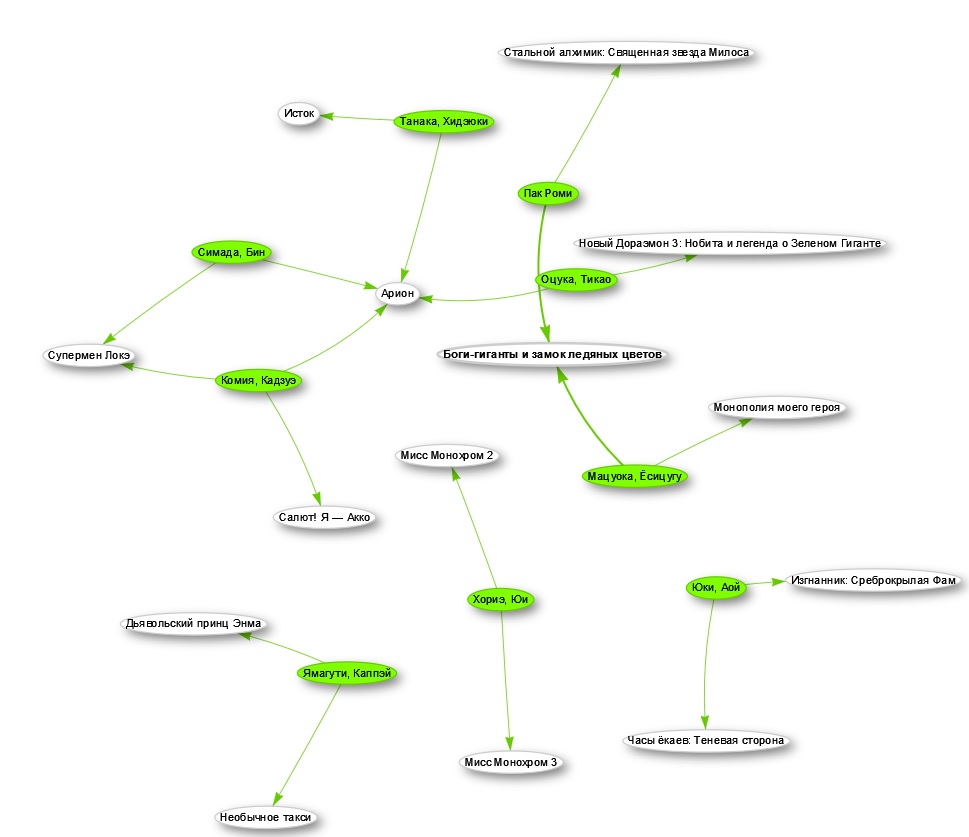 Стальной алхимик: Священная звезда Милоса
Исток
Танака, Хидэюки
Пак Роми
Новый Дораэмон 3: Нобита и легенда о Зеленом Гиганте
Симада, Бин
Оцука, Тикао
Арион
Супермен Локэ
Боги-гиганты и замок ледяных цветов
Комия, Кадзуэ
Монополия моего героя
Мисс Монохром 2
Мацуока, Ёсицугу
Салют! Я — Акко
Изгнанник: Среброкрылая Фам
Юки, Аой
Хориэ, Юи
Дьявольский принц Энма
Ямагути, Каппэй
Часы ёкаев: Теневая сторона
Мисс Монохром 3
Необычное такси